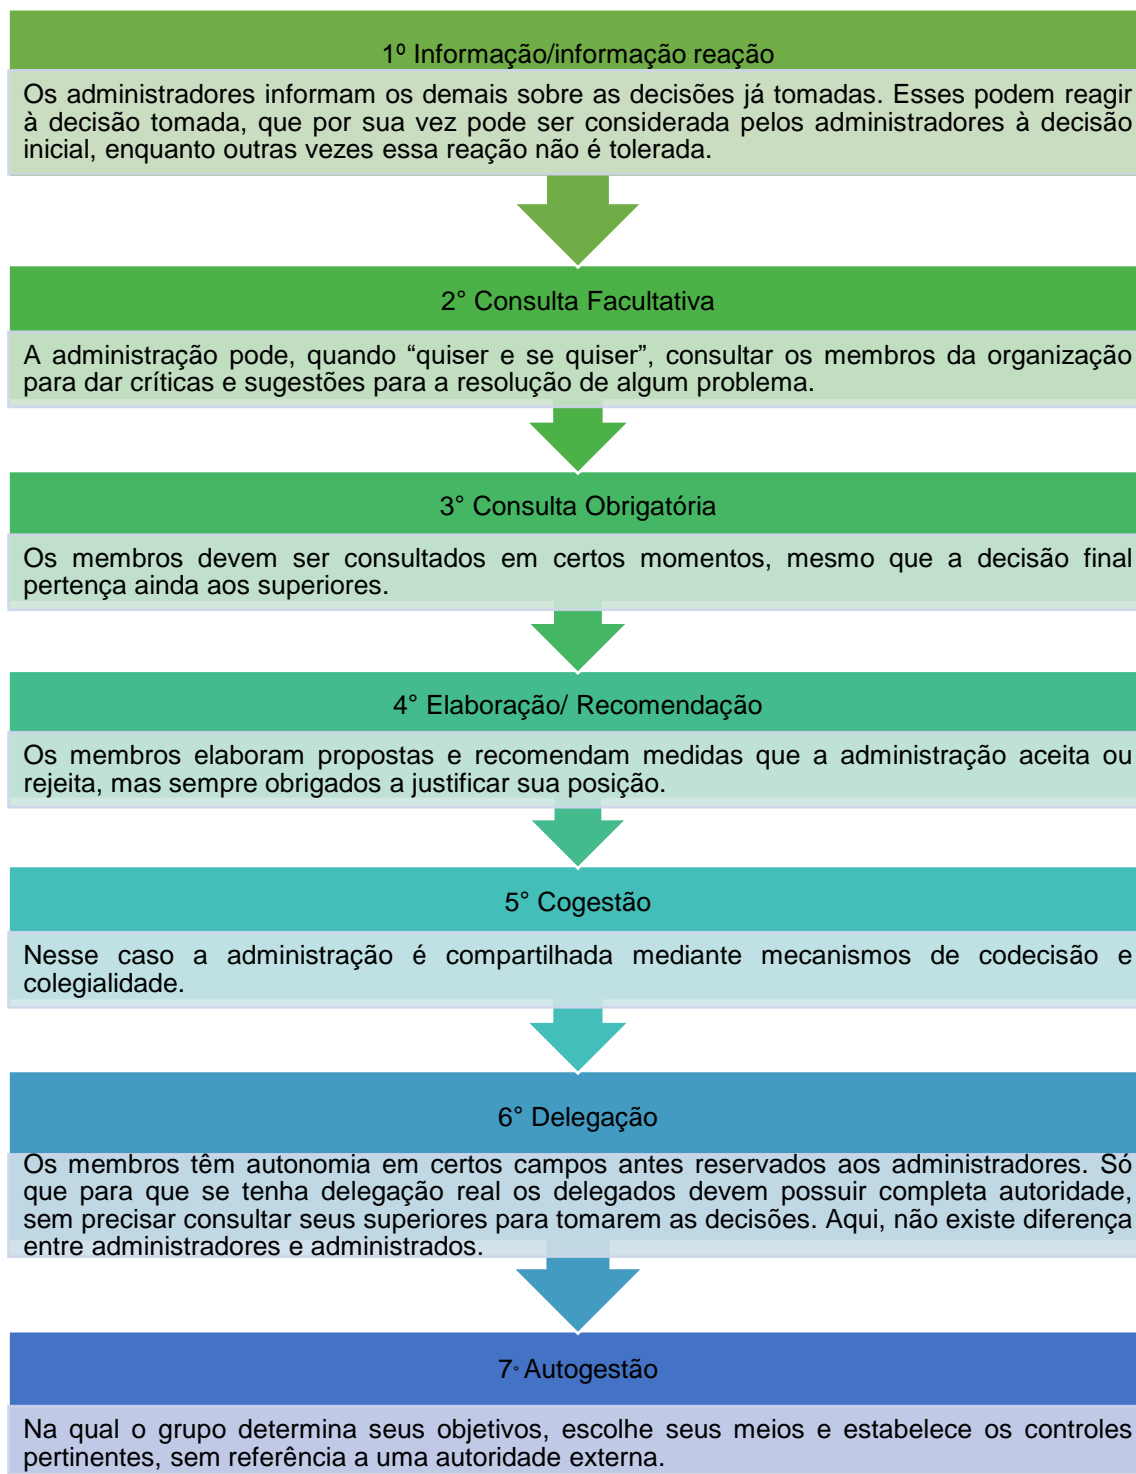 1º Informação/informação reação
Os administradores informam os demais sobre as decisões já tomadas. Esses podem reagir
à decisão tomada, que por sua vez pode ser considerada pelos administradores à decisão
inicial, enquanto outras vezes essa reação não é tolerada.
2° Consulta Facultativa
A administração pode, quando “quiser e se quiser”, consultar os membros da organização
para dar críticas e sugestões para a resolução de algum problema.
3° Consulta Obrigatória
Os membros devem ser consultados em certos momentos, mesmo que a decisão final
pertença ainda aos superiores.
4° Elaboração/ Recomendação
Os membros elaboram propostas e recomendam medidas que a administração aceita ou
rejeita, mas sempre obrigados a justificar sua posição.
5° Cogestão
Nesse caso a administração é compartilhada mediante mecanismos de codecisão e
colegialidade.
6° Delegação
Os membros têm autonomia em certos campos antes reservados aos administradores. Só
que para que se tenha delegação real os delegados devem possuir completa autoridade,
sem precisar consultar seus superiores para tomarem as decisões. Aqui, não existe diferença
entre administradores e administrados.
7° Autogestão
Na qual o grupo determina seus objetivos, escolhe seus meios e estabelece os controles
pertinentes, sem referência a uma autoridade externa.